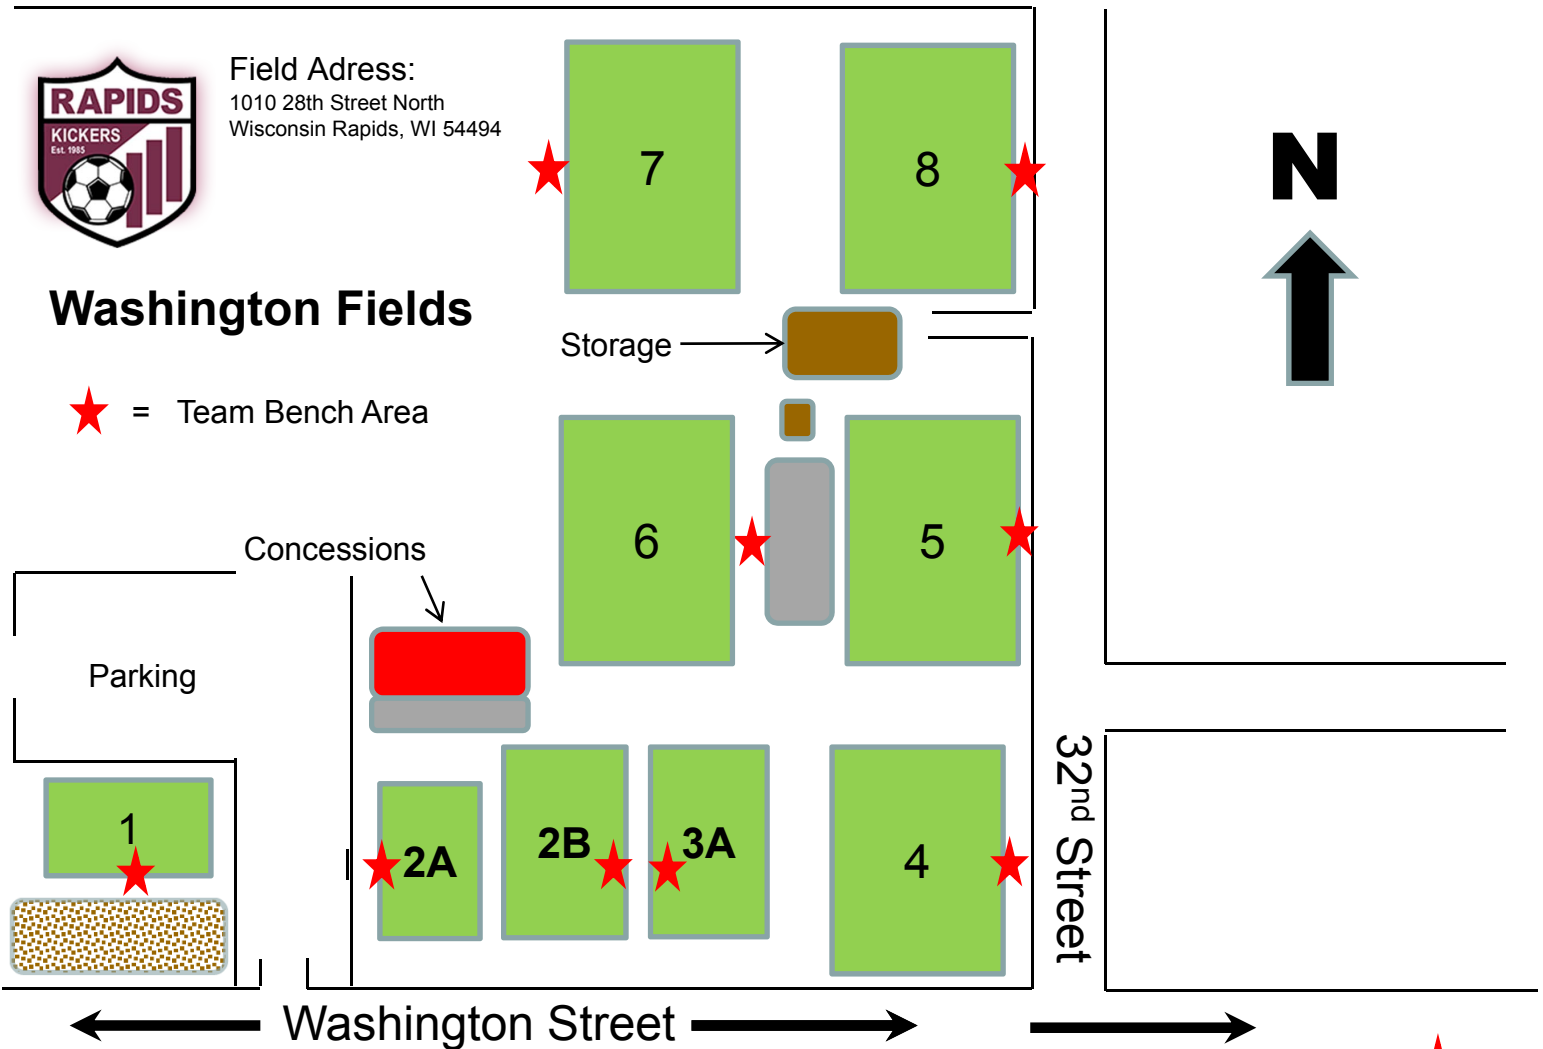 RAPIDS
KICKERS
Est. 1985
Field Adress:
1010 28th Street North
Wisconsin Rapids, WI 54494
7
8
N
Washington Fields
Storage
= Team Bench Area
6
5
Concessions
Parking
1
2A
2B
3A
4
32nd Street
Washington Street